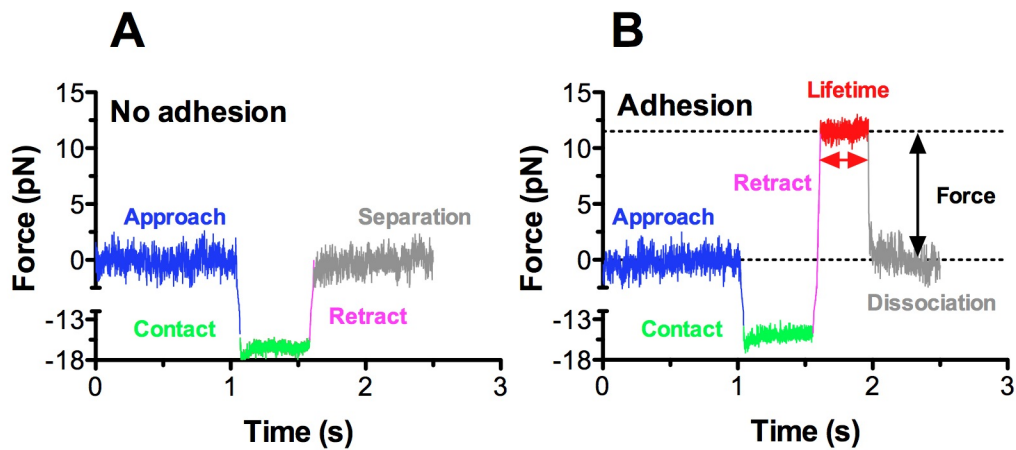 A
No adhesion
Force (pN)
15
10
5
0
-13
-18
Approach
Separation
Contact
Retract
0
1
2
3
Time (s)
B
Adhesion
Lifetime
Force (pN)
15
10
5
0
-13
-18
Retract
Force
Approach
Dissociation
Contact
0
1
2
3
Time (s)